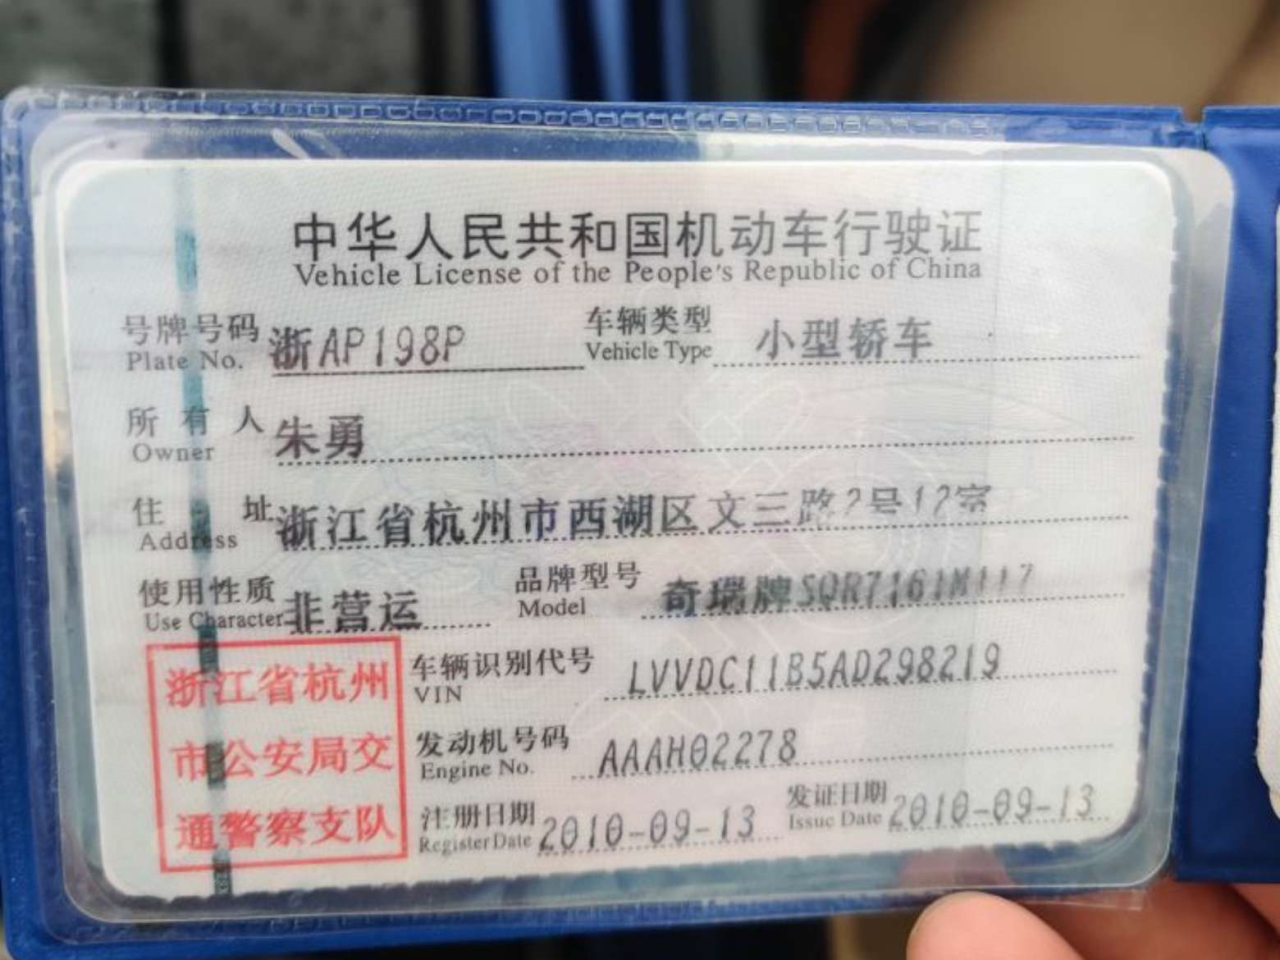 中华人民共和国机动车行驶证
Vehicle License of the People's Republic of China
号牌号码 浙AP198P 车辆类型 小型轿车
Plate No. Vehicle Type
所有人 朱勇
Owner
住址 浙江省杭州市西湖区文三路2号12室
Address
使用性质 非营运 品牌型号 奇瑞牌SQR7161M117
Use Character Model
浙江省杭州
市公安局交
通警察支队
车辆识别代号 LVVDC11B5AD298219
VIN
发动机号码 AAAH02278
Engine No.
注册日期 2010-09-13 发证日期 2010-09-13
Register Date Issue Date